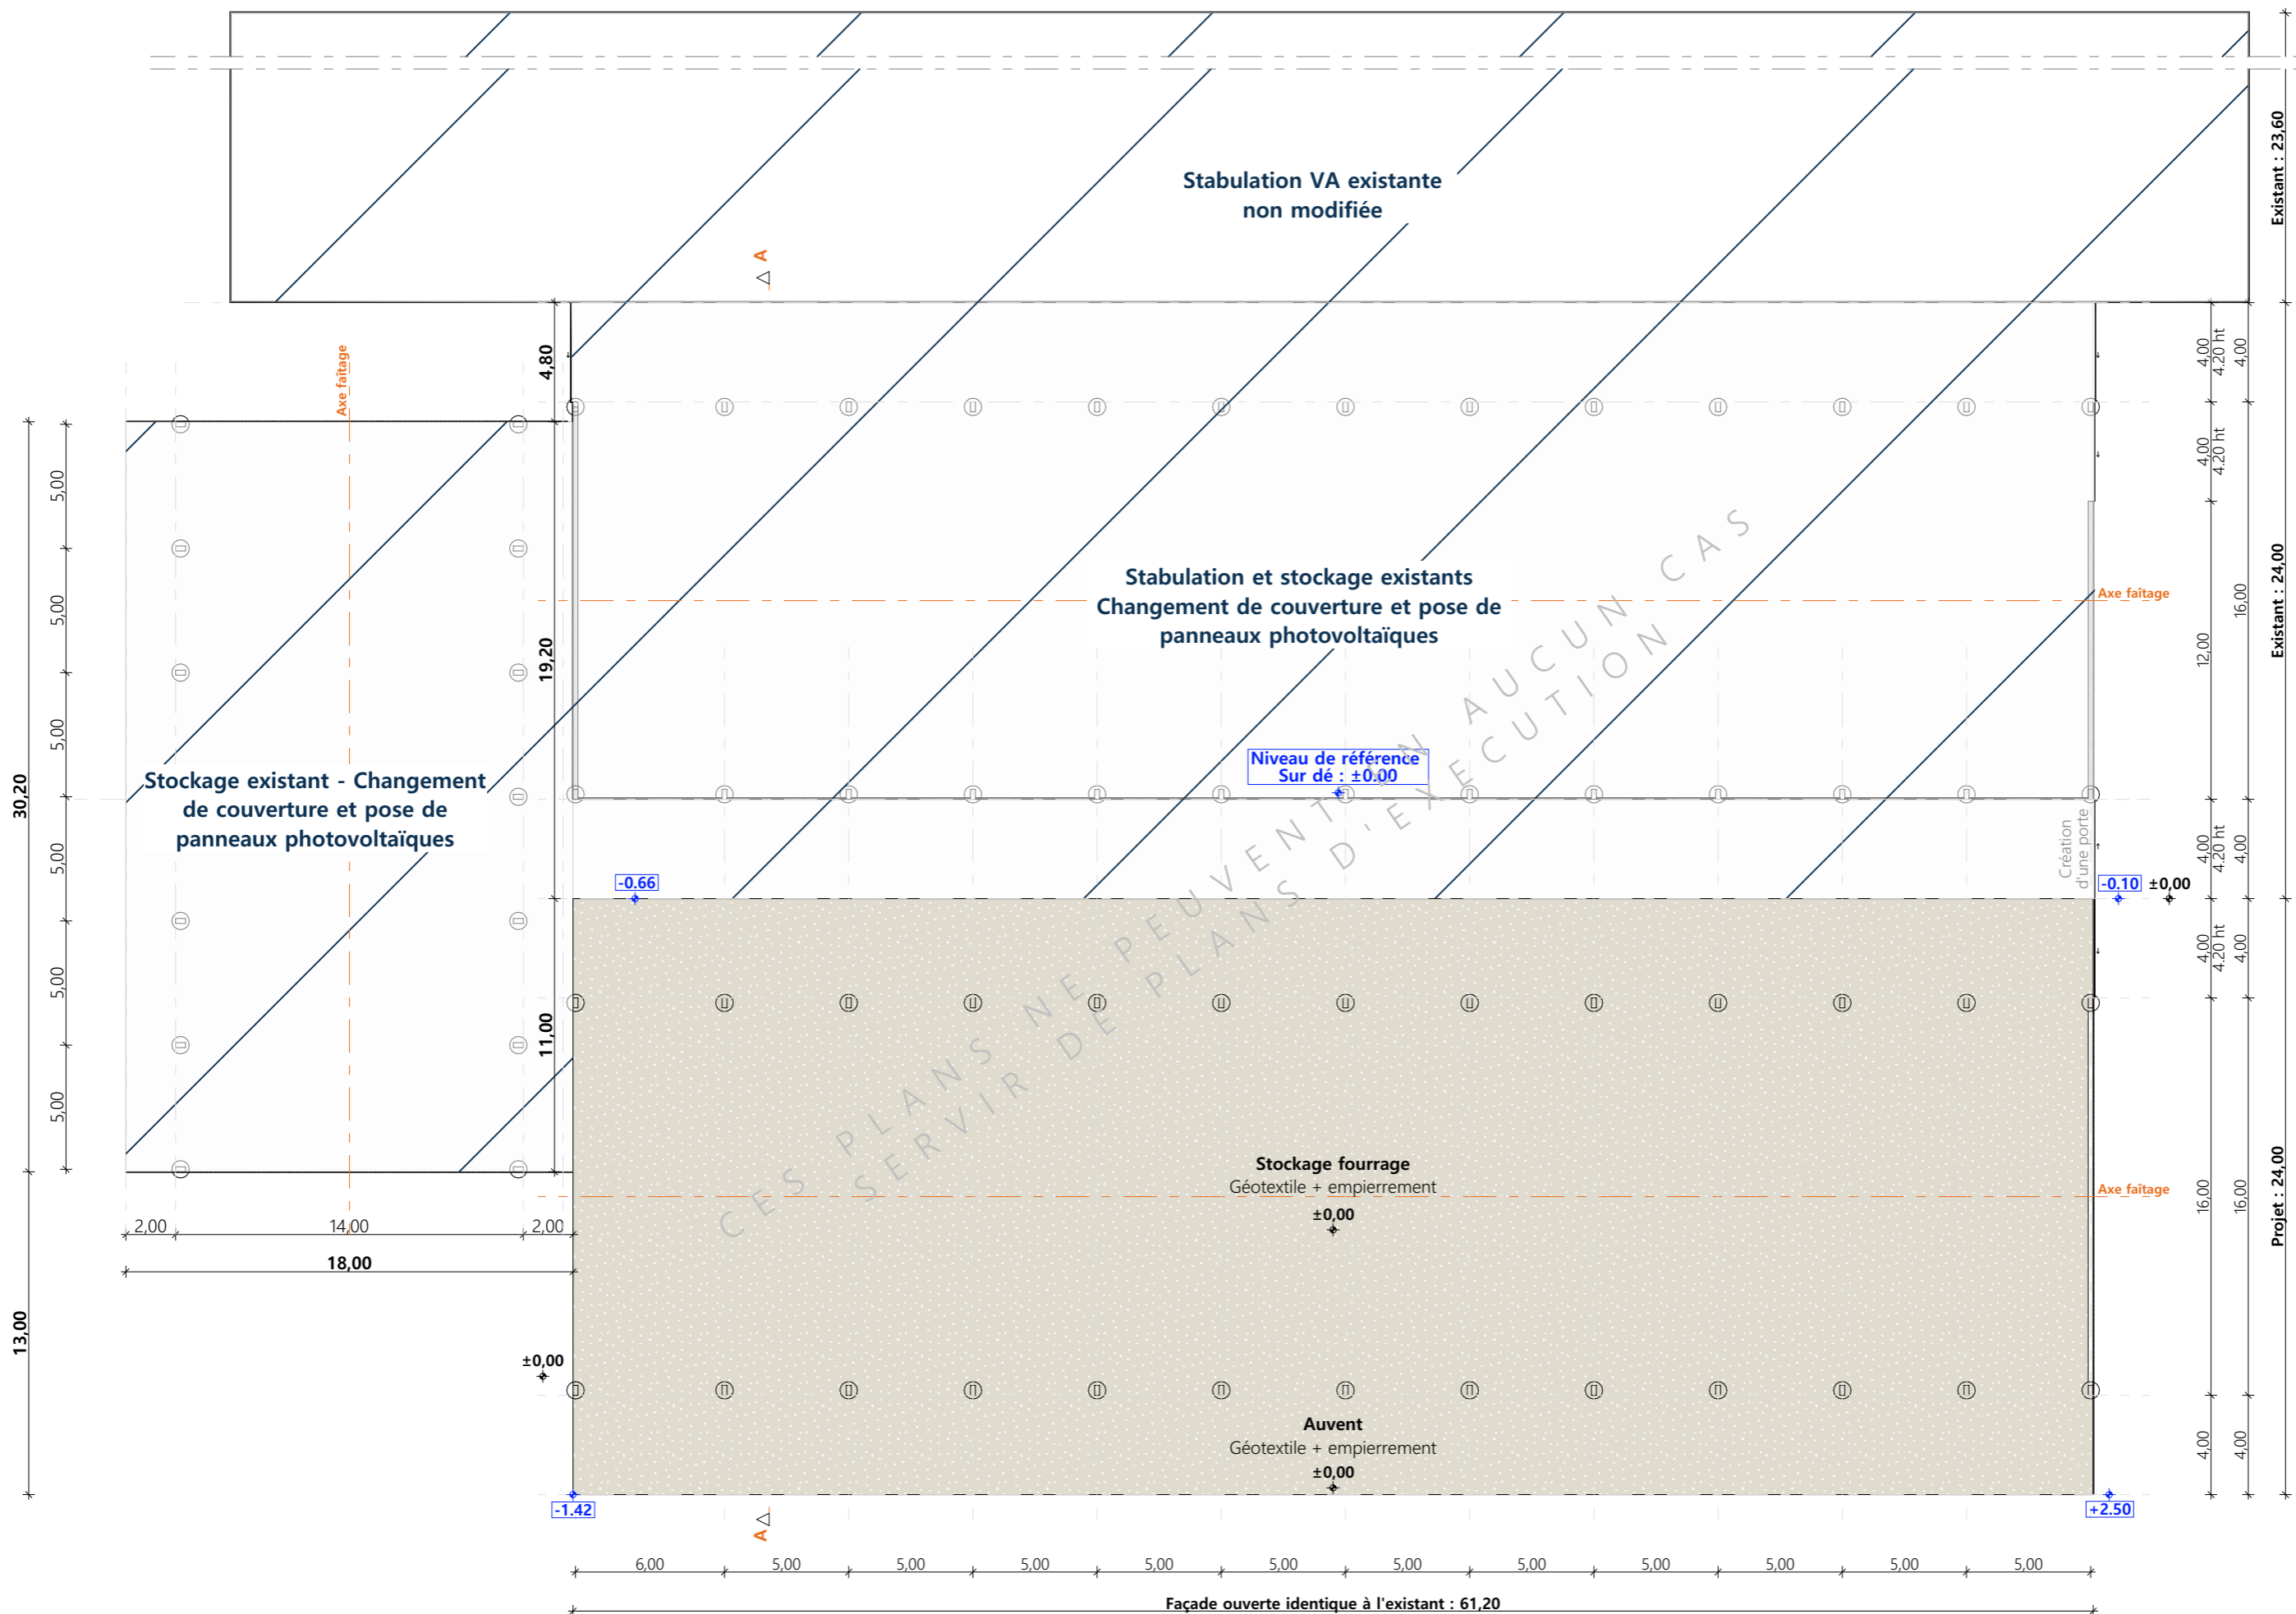 Existant : 23,60
Stabulation VA existante
non modifiée
A
Axe faîtage
4,80
4,00
4.20 ht
4,00
4,00
4.20 ht
16,00
12,00
Existant : 24,00
5,00
5,00
5,00
5,00
5,00
5,00
30,20
19,20
Stabulation et stockage existants
Changement de couverture et pose de
panneaux photovoltaïques
Axe faîtage
Niveau de référence
Sur dé : ±0.00
Stockage existant - Changement
de couverture et pose de
panneaux photovoltaïques
Création
d'une porte
4,00
4.20 ht
4,00
-0.66
-0.10
±0,00
4,00
4.20 ht
4,00
11,00
CES PLANS NE PEUVENT EN AUCUN CAS
SERVIR DE PLANS D'EXECUTION
Stockage fourrage
Géotextile + empierrement
±0,00
Axe faîtage
16,00
16,00
Projet : 24,00
2,00
14,00
2,00
18,00
13,00
±0,00
Auvent
Géotextile + empierrement
±0,00
4,00
4,00
-1.42
+2.50
A
6,00
5,00
5,00
5,00
5,00
5,00
5,00
5,00
5,00
5,00
5,00
5,00
Façade ouverte identique à l'existant : 61,20